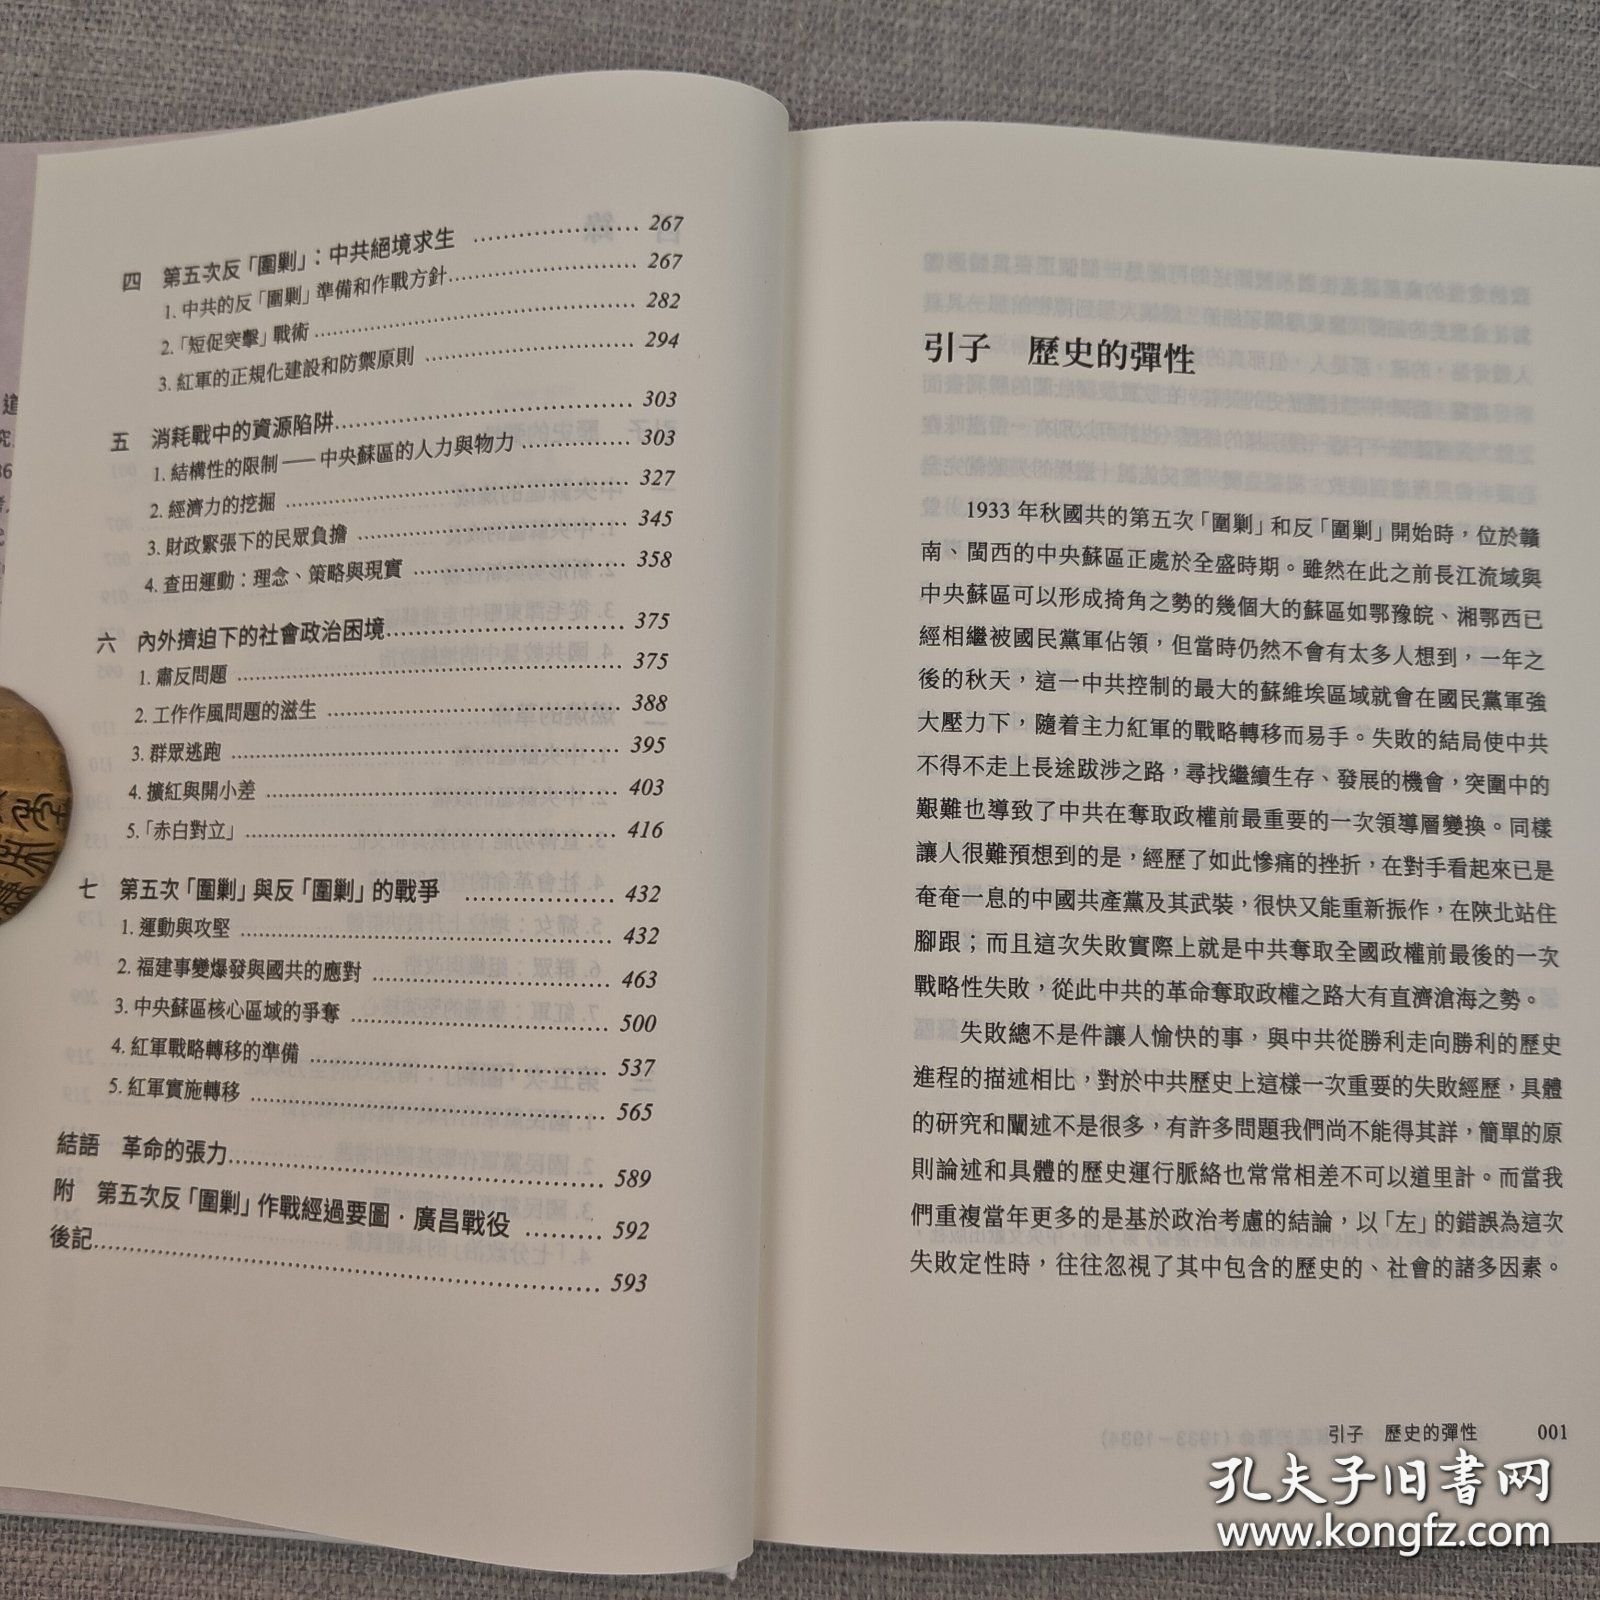 四　第五次反「圍剿」：中共絕境求生 267
1. 中共的反「圍剿」準備和作戰方針 267
2.「短促突擊」戰術 282
3. 紅軍的正規化建設和防禦原則 294
五　消耗戰中的資源陷阱 303
1. 結構性的限制——中央蘇區的人力與物力 303
2. 經濟力的挖掘 327
3. 財政緊張下的民眾負擔 345
4. 查田運動：理念、策略與現實 358
六　內外擠迫下的社會政治困境 375
1. 肅反問題 375
2. 工作作風問題的滋生 388
3. 群眾逃跑 395
4. 擴紅與開小差 403
5.「赤白對立」 416
七　第五次「圍剿」與反「圍剿」的戰爭 432
1. 運動與攻堅 432
2. 福建事變爆發與國共的應對 463
3. 中央蘇區核心區域的爭奪 500
4. 紅軍戰略轉移的準備 537
5. 紅軍實施轉移 565
結語　革命的張力 589
附　第五次反「圍剿」作戰經過要圖·廣昌戰役 592
後記 593
引子　歷史的彈性
1933 年秋國共的第五次「圍剿」和反「圍剿」開始時，位於贛
南、閩西的中央蘇區正處於全盛時期。雖然在此之前長江流域與
中央蘇區可以形成掎角之勢的幾個大的蘇區如鄂豫皖、湘鄂西已
經相繼被國民黨軍佔領，但當時仍然不會有太多人想到，一年之
後的秋天，這一中共控制的最大的蘇維埃區域就會在國民黨軍強
大壓力下，隨着主力紅軍的戰略轉移而易手。失敗的結局使中共
不得不走上長途跋涉之路，尋找繼續生存、發展的機會，突圍中的
艱難也導致了中共在奪取政權前最重要的一次領導層變換。同樣
讓人很難預想到的是，經歷了如此慘痛的挫折，在對手看起來已是
奄奄一息的中國共產黨及其武裝，很快又能重新振作，在陝北站住
腳跟；而且這次失敗實際上就是中共奪取全國政權前最後的一次
戰略性失敗，從此中共的革命奪取政權之路大有直濟滄海之勢。
失敗總不是件讓人愉快的事，與中共從勝利走向勝利的歷史
進程的描述相比，對於中共歷史上這樣一次重要的失敗經歷，具體
的研究和闡述不是很多，有許多問題我們尚不能得其詳，簡單的原
則論述和具體的歷史運行脈絡也常常相差不可以道里計。而當我
們重複當年更多的是基於政治考慮的結論，以「左」的錯誤為這次
失敗定性時，往往忽視了其中包含的歷史的、社會的諸多因素。
引子　歷史的彈性　001
孔夫子旧書网
www.kongfz.com